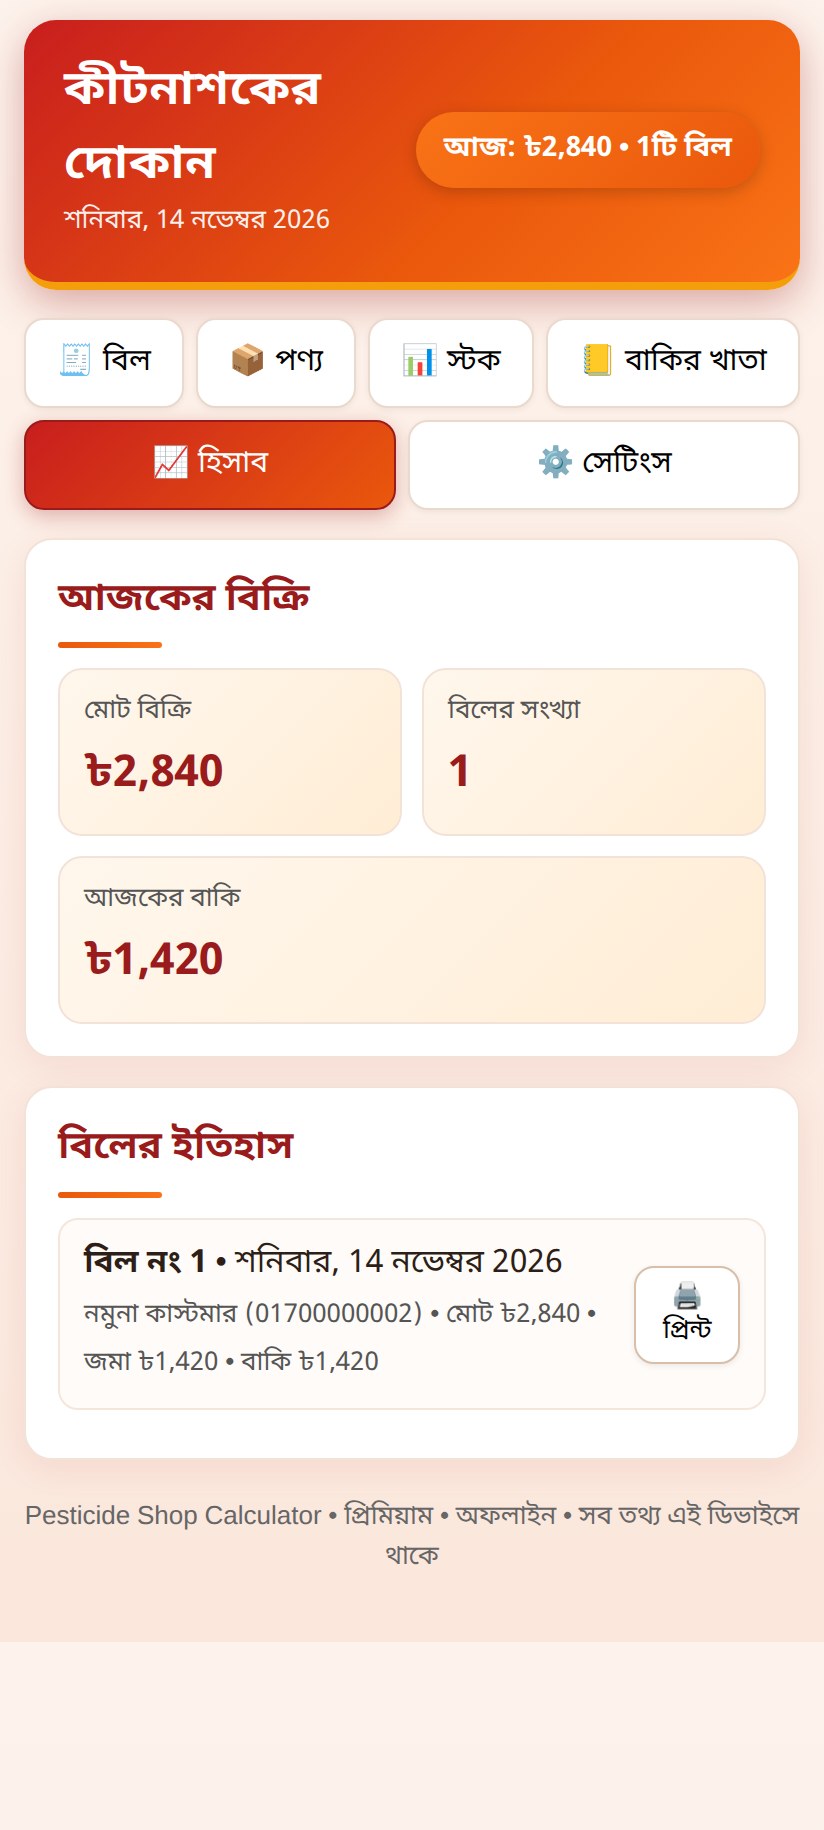 কীটনাশকের
দোকান
শনিবার, 14 নভেম্বর 2026
আজ: ৳2,840 • 1টি বিল
🧾 বিল
📦 পণ্য
📊 স্টক
📒 বাকির খাতা
📈 হিসাব
⚙️ সেটিংস
আজকের বিক্রি
মোট বিক্রি
৳2,840
বিলের সংখ্যা
1
আজকের বাকি
৳1,420
বিলের ইতিহাস
বিল নং 1 • শনিবার, 14 নভেম্বর 2026
নমুনা কাস্টমার (01700000002) • মোট ৳2,840 •
জমা ৳1,420 • বাকি ৳1,420
🖨️
প্রিন্ট
Pesticide Shop Calculator • প্রিমিয়াম • অফলাইন • সব তথ্য এই ডিভাইসে
থাকে